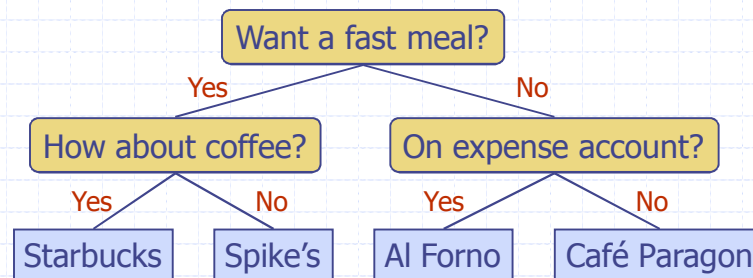 Want a fast meal?
Yes No
How about coffee? On expense account?
Yes No Yes No
Starbucks Spike’s Al Forno Café Paragon